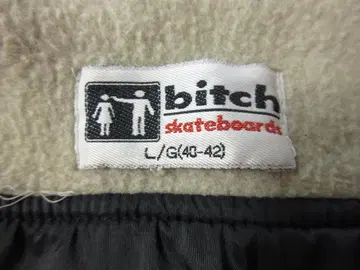 bitch
skateboards
L/G(40-42)